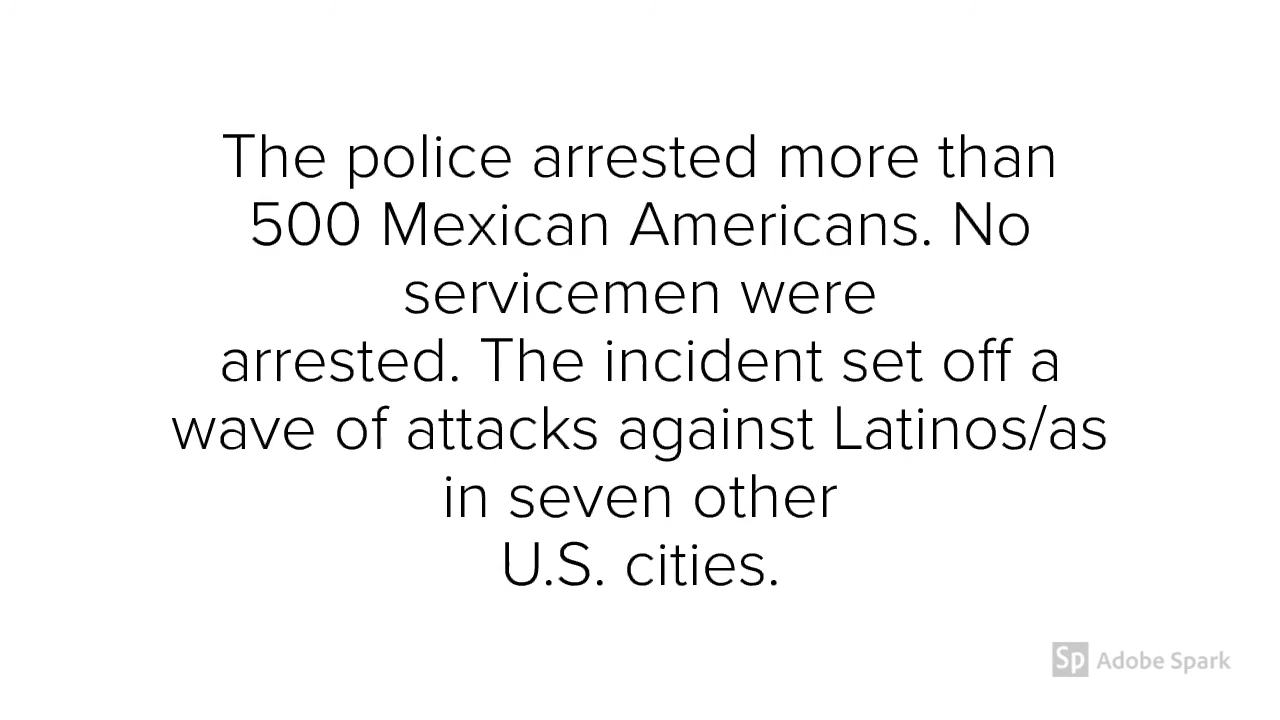 The police arrested more than
500 Mexican Americans. No
servicemen were
arrested. The incident set off a
wave of attacks against Latinos/as
in seven other
U.S. cities.
Sp Adobe Spark